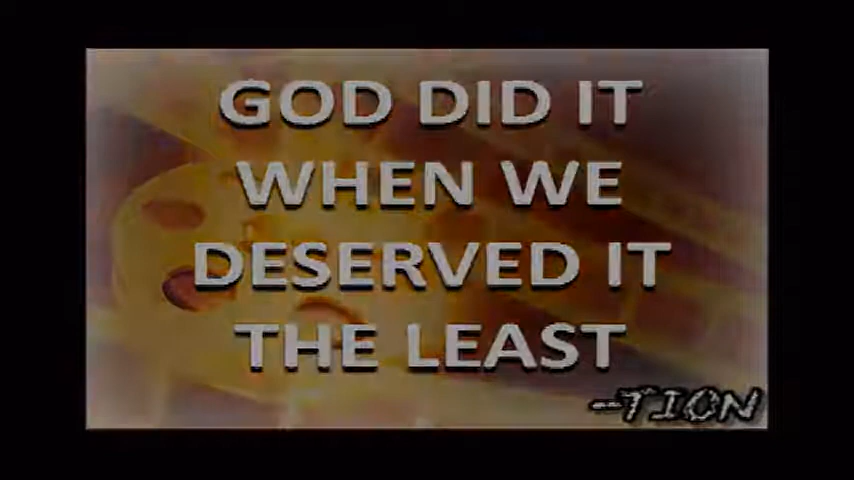 GOD DID IT
WHEN WE
DESERVED IT
THE LEAST
--TION